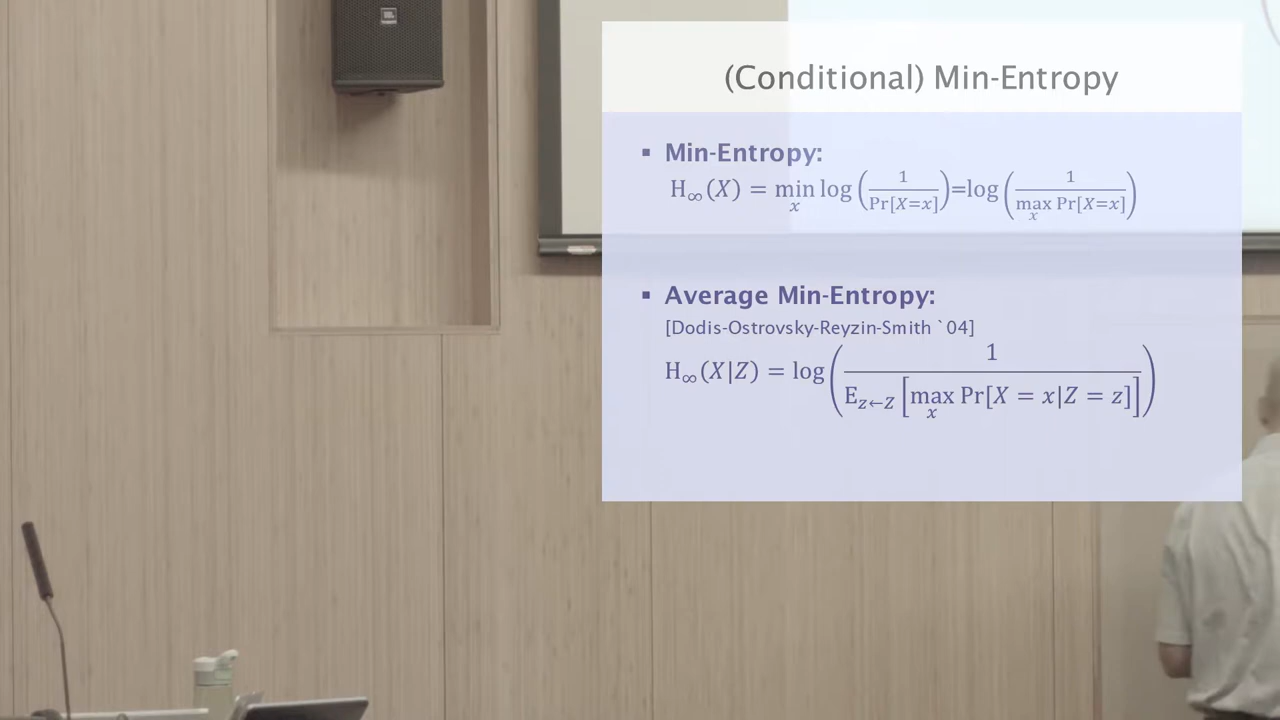 (Conditional) Min-Entropy
▪ Min-Entropy:
H∞(X) = min_x log (1 / Pr[X=x]) =log (1 / max_x Pr[X=x])
▪ Average Min-Entropy:
[Dodis-Ostrovsky-Reyzin-Smith `04]
H∞(X|Z) = log (1 / E_{z←Z} [max_x Pr[X = x|Z = z]])
JBL